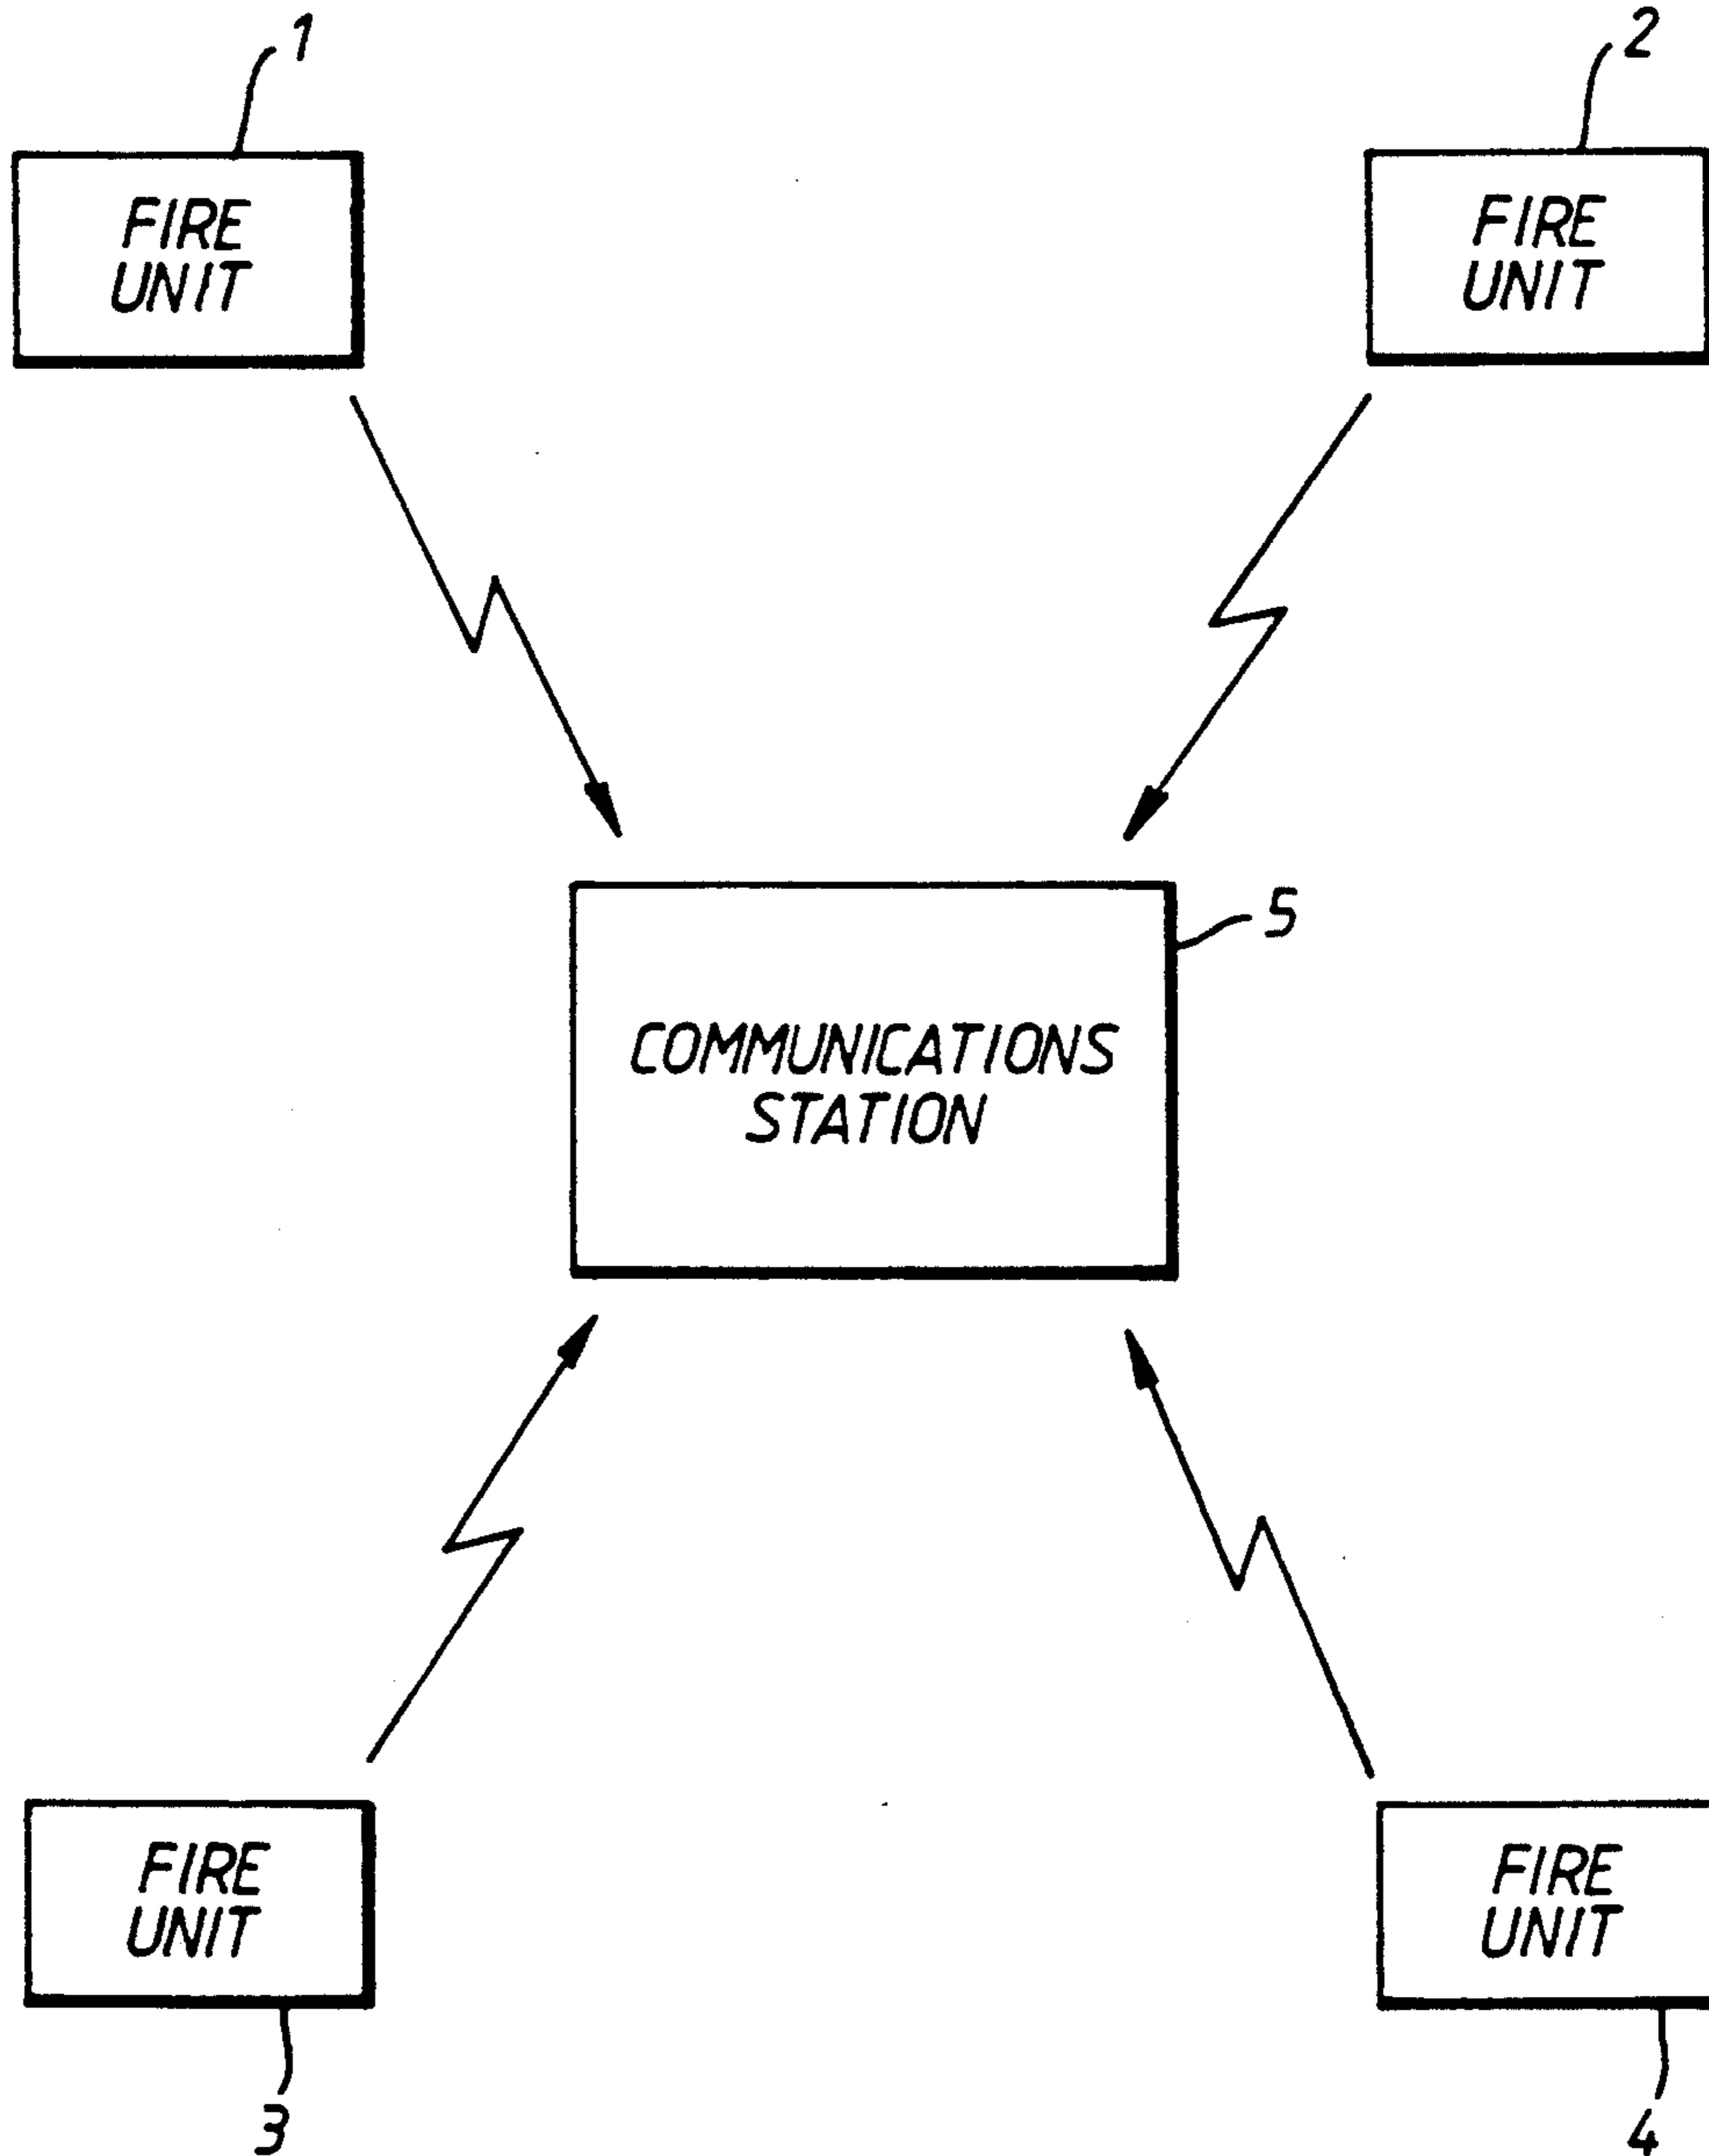 1
2
FIRE
UNIT
FIRE
UNIT
5
COMMUNICATIONS
STATION
FIRE
UNIT
FIRE
UNIT
3
4